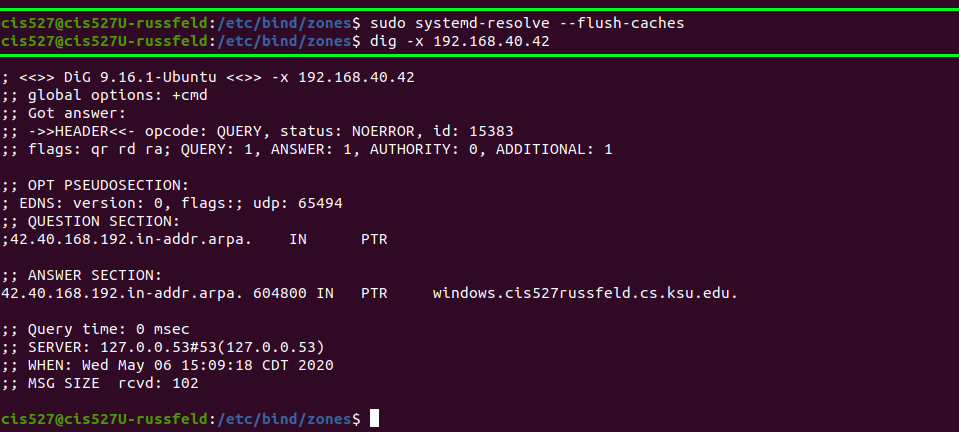 cis527@cis527U-russfeld:/etc/bind/zones$ sudo systemd-resolve --flush-caches
cis527@cis527U-russfeld:/etc/bind/zones$ dig -x 192.168.40.42
; <<>> DiG 9.16.1-Ubuntu <<>> -x 192.168.40.42
;; global options: +cmd
;; Got answer:
;; ->>HEADER<<- opcode: QUERY, status: NOERROR, id: 15383
;; flags: qr rd ra; QUERY: 1, ANSWER: 1, AUTHORITY: 0, ADDITIONAL: 1
;; OPT PSEUDOSECTION:
; EDNS: version: 0, flags:; udp: 65494
;; QUESTION SECTION:
;42.40.168.192.in-addr.arpa. IN PTR
;; ANSWER SECTION:
42.40.168.192.in-addr.arpa. 604800 IN PTR windows.cis527russfeld.cs.ksu.edu.
;; Query time: 0 msec
;; SERVER: 127.0.0.53#53(127.0.0.53)
;; WHEN: Wed May 06 15:09:18 CDT 2020
;; MSG SIZE rcvd: 102
cis527@cis527U-russfeld:/etc/bind/zones$